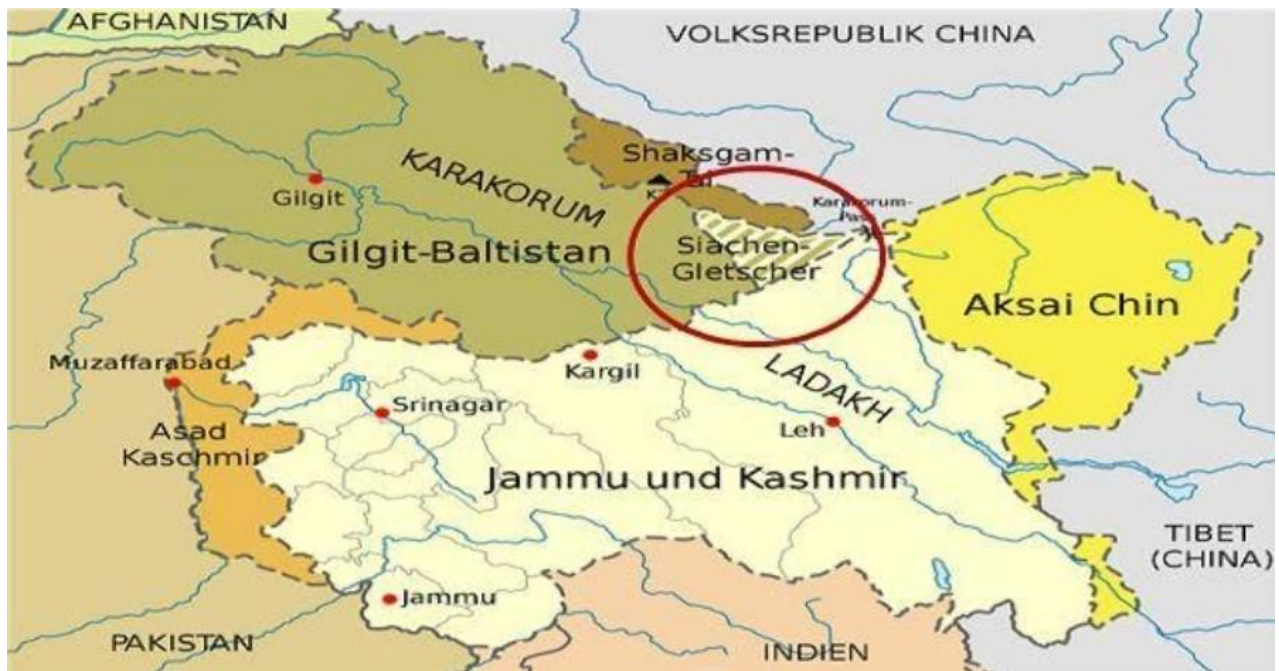 AFGHANISTAN
VOLKSREPUBLIK CHINA
Shaksgam-
Tal
KARAKORUM
Gilgit
Karakorum-
Gilgit-Baltistan
Siachen-
Gletscher
Aksai Chin
Muzaffarabad
Kargil
LADAKH
Srinagar
Leh
Asad
Kaschmir
Jammu und Kashmir
TIBET
(CHINA)
Jammu
PAKISTAN
INDIEN